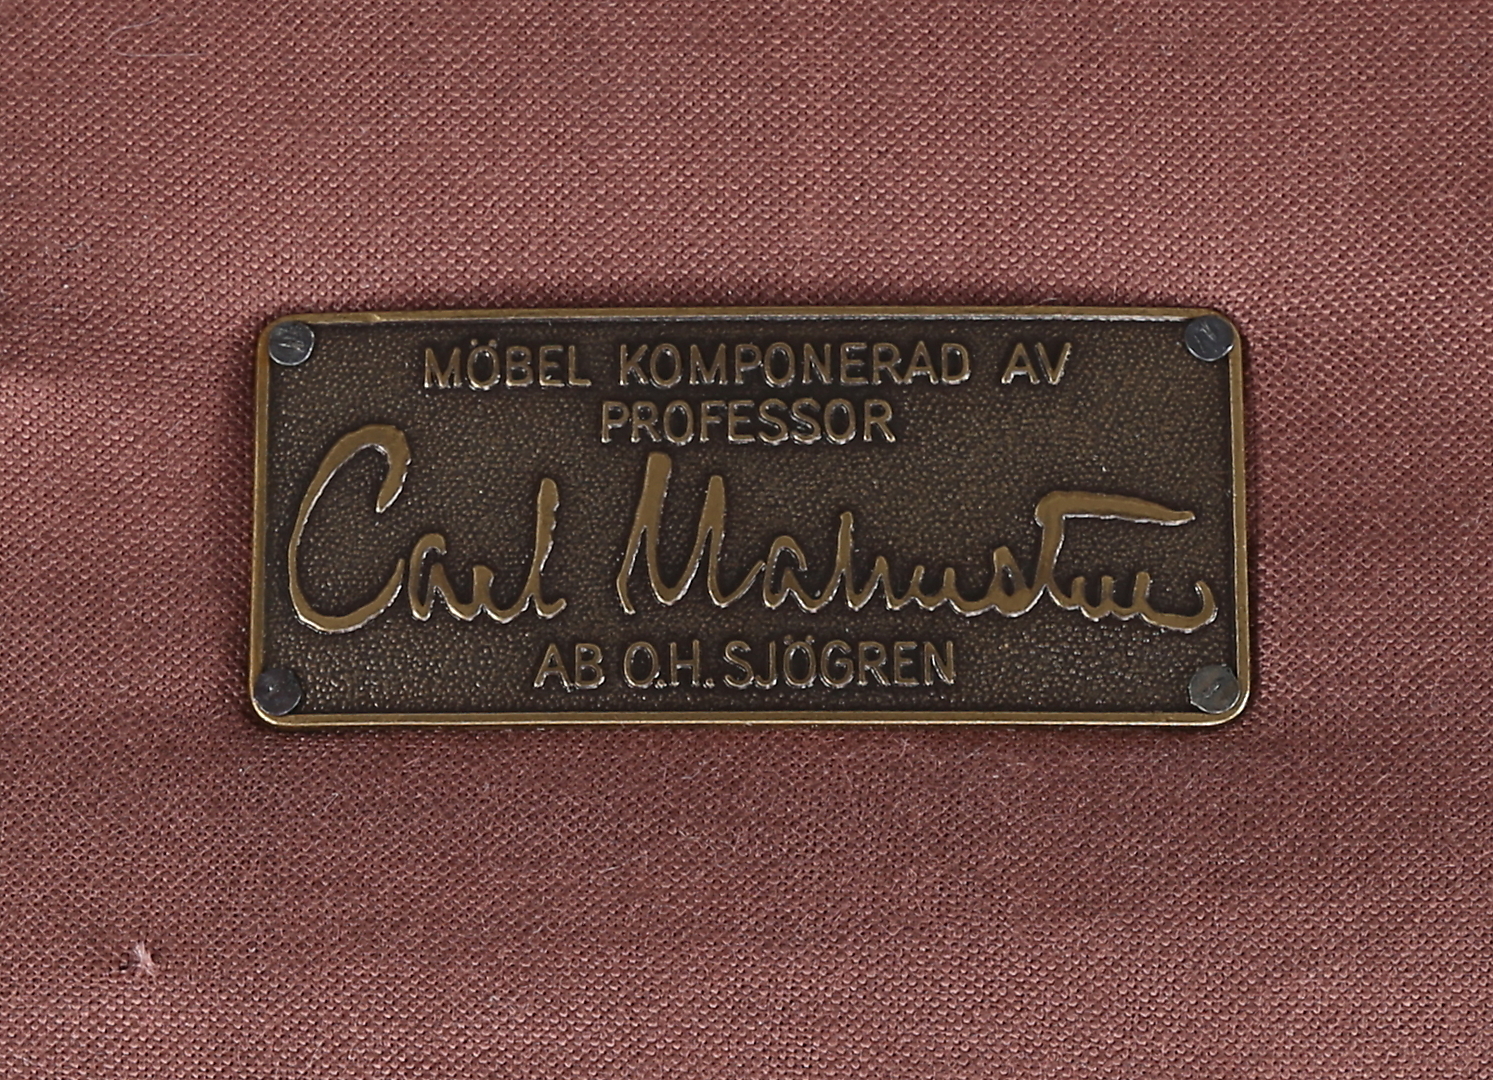 MÖBEL KOMPONERAD AV
PROFESSOR
Carl Malmsten
AB O.H. SJÖGREN